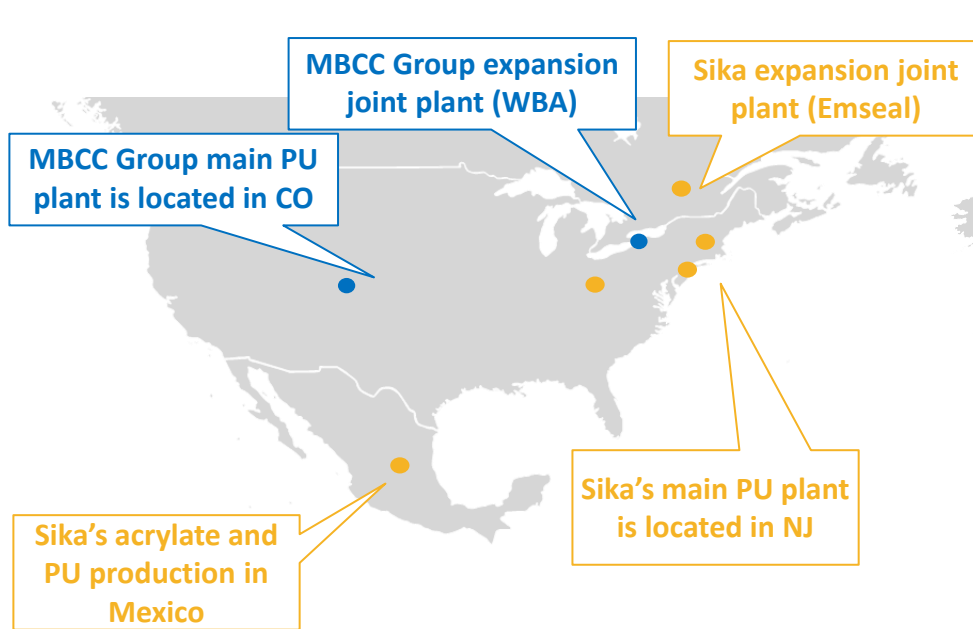 MBCC Group expansion
joint plant (WBA)
Sika expansion joint
plant (Emseal)
MBCC Group main PU
plant is located in CO
Sika’s main PU plant
is located in NJ
Sika’s acrylate and
PU production in
Mexico